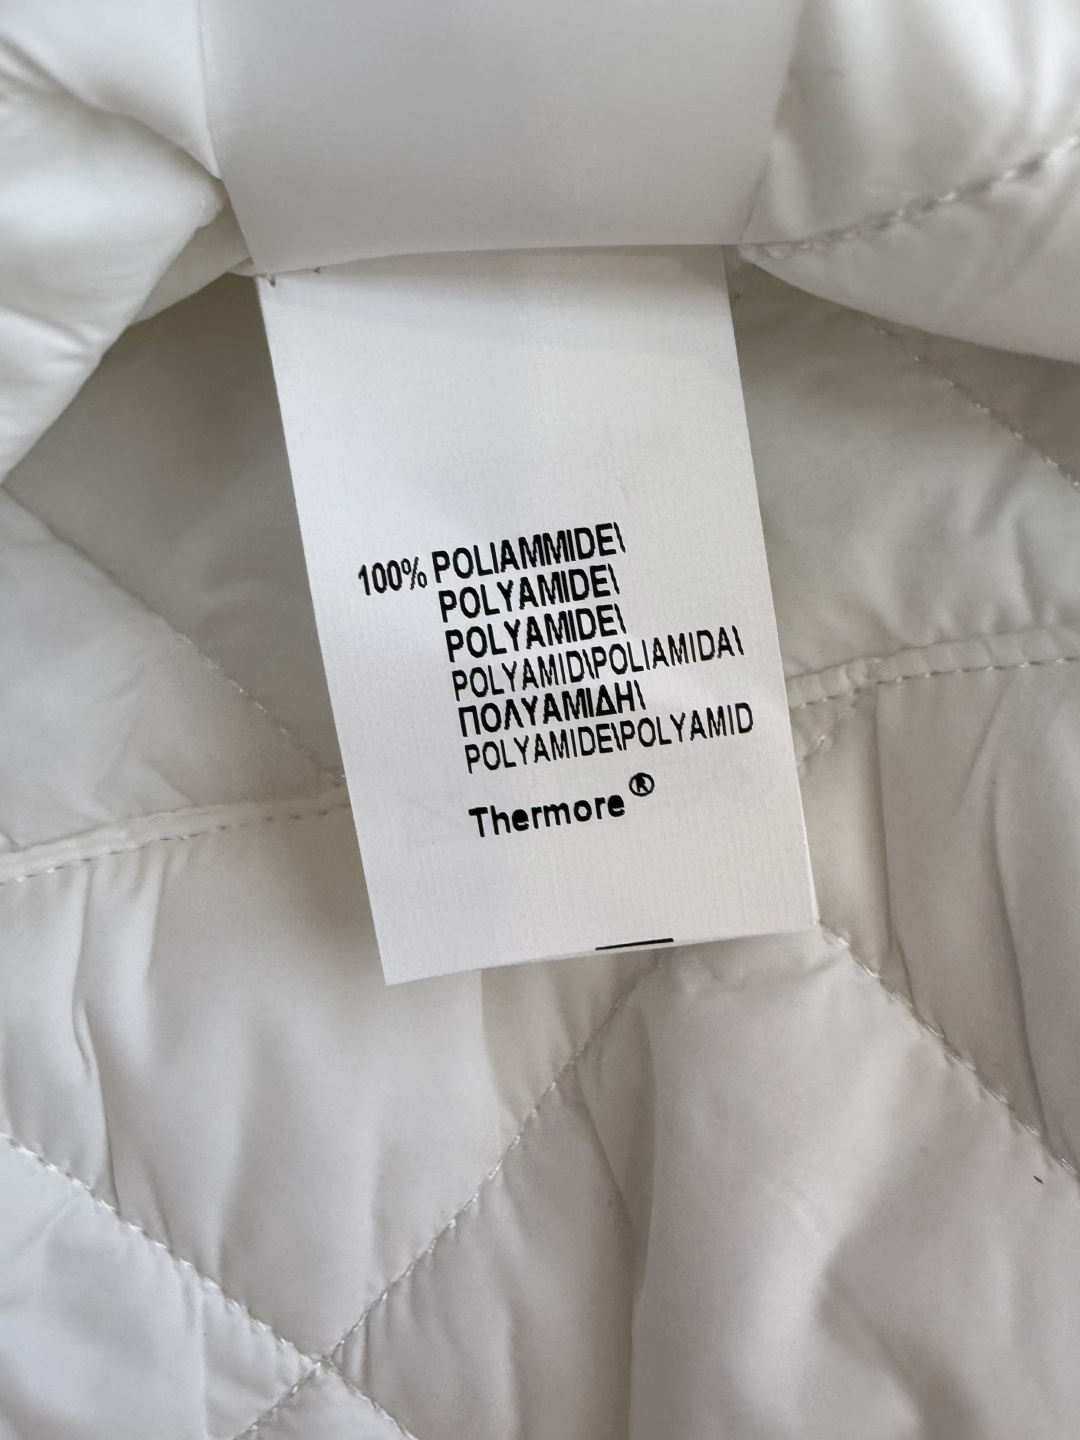 100% POLIAMMIDE\
POLYAMIDE\
POLYAMIDE\
POLYAMID\POLIAMIDA\
ΠΟΛΥΑΜΙΔΗ\
POLYAMIDE\POLYAMID
Thermore®